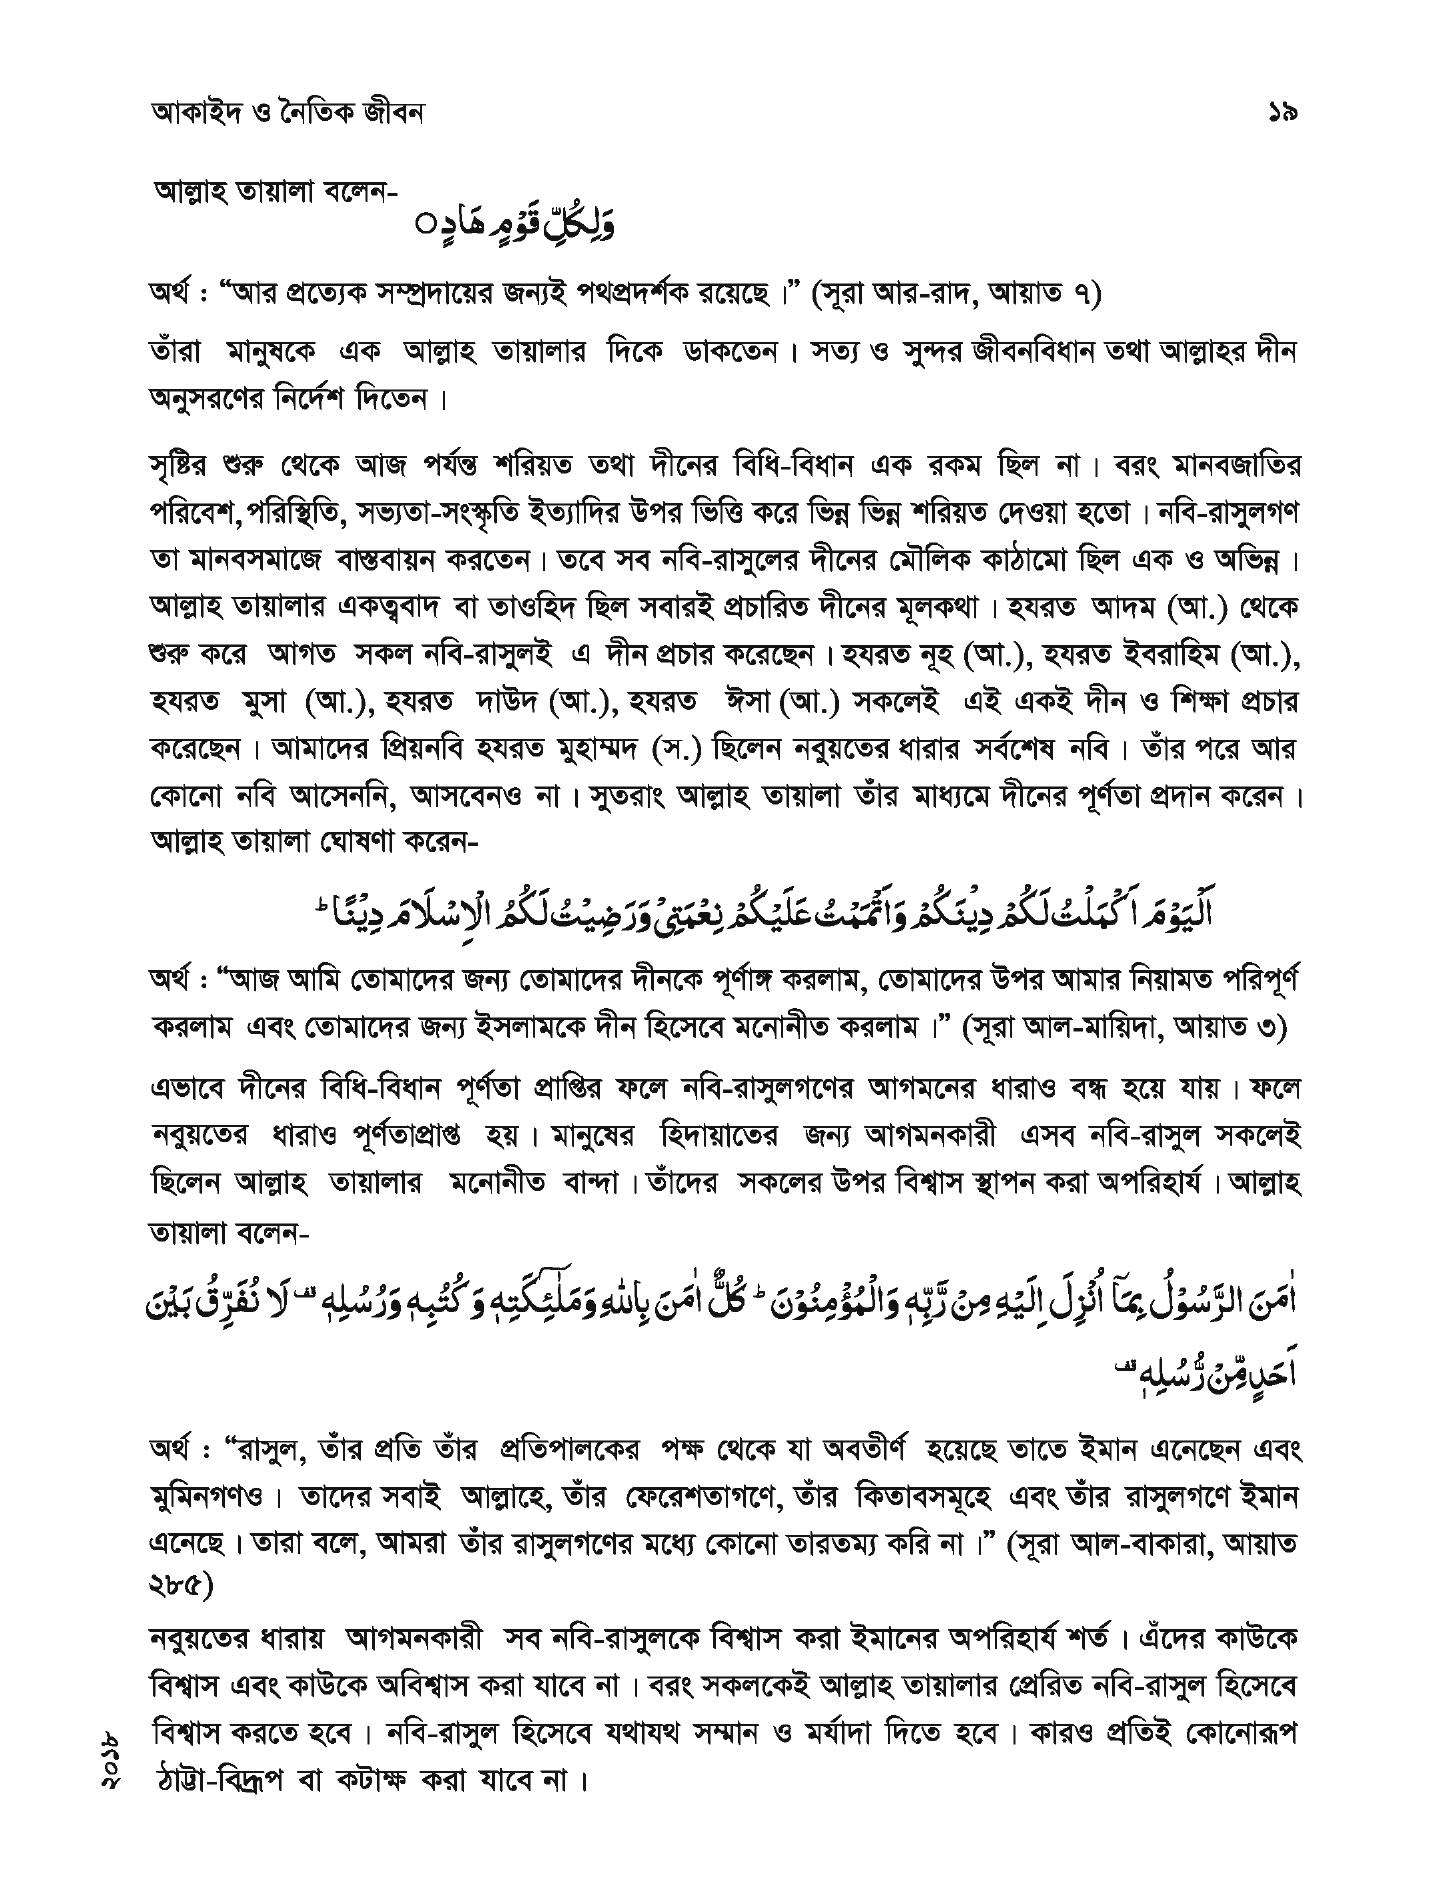 আকাইদ ও নৈতিক জীবন ১৯
আল্লাহ তায়ালা বলেন-
وَلِكُلِّ قَوْمٍ هَادٍ ○
অর্থ : “আর প্রত্যেক সম্প্রদায়ের জন্যই পথপ্রদর্শক রয়েছে।” (সূরা আর-রাদ, আয়াত ৭)
তাঁরা মানুষকে এক আল্লাহ তায়ালার দিকে ডাকতেন। সত্য ও সুন্দর জীবনবিধান তথা আল্লাহর দীন
অনুসরণের নির্দেশ দিতেন।
সৃষ্টির শুরু থেকে আজ পর্যন্ত শরিয়ত তথা দীনের বিধি-বিধান এক রকম ছিল না। বরং মানবজাতির
পরিবেশ, পরিস্থিতি, সভ্যতা-সংস্কৃতি ইত্যাদির উপর ভিত্তি করে ভিন্ন ভিন্ন শরিয়ত দেওয়া হতো। নবি-রাসুলগণ
তা মানবসমাজে বাস্তবায়ন করতেন। তবে সব নবি-রাসুলের দীনের মৌলিক কাঠামো ছিল এক ও অভিন্ন।
আল্লাহ তায়ালার একত্ববাদ বা তাওহিদ ছিল সবারই প্রচারিত দীনের মূলকথা। হযরত আদম (আ.) থেকে
শুরু করে আগত সকল নবি-রাসুলই এ দীন প্রচার করেছেন। হযরত নূহ (আ.), হযরত ইবরাহিম (আ.),
হযরত মুসা (আ.), হযরত দাউদ (আ.), হযরত ঈসা (আ.) সকলেই এই একই দীন ও শিক্ষা প্রচার
করেছেন। আমাদের প্রিয়নবি হযরত মুহাম্মদ (স.) ছিলেন নবুয়তের ধারার সর্বশেষ নবি। তাঁর পরে আর
কোনো নবি আসেননি, আসবেনও না। সুতরাং আল্লাহ তায়ালা তাঁর মাধ্যমে দীনের পূর্ণতা প্রদান করেন।
আল্লাহ তায়ালা ঘোষণা করেন-
اَلْيَوْمَ اَكْمَلْتُ لَكُمْ دِيْنَكُمْ وَاَتْمَمْتُ عَلَيْكُمْ نِعْمَتِيْ وَرَضِيْتُ لَكُمُ الْاِسْلَامَ دِيْنًا ؕ
অর্থ : “আজ আমি তোমাদের জন্য তোমাদের দীনকে পূর্ণাঙ্গ করলাম, তোমাদের উপর আমার নিয়ামত পরিপূর্ণ
করলাম এবং তোমাদের জন্য ইসলামকে দীন হিসেবে মনোনীত করলাম।” (সূরা আল-মায়িদা, আয়াত ৩)
এভাবে দীনের বিধি-বিধান পূর্ণতা প্রাপ্তির ফলে নবি-রাসুলগণের আগমনের ধারাও বন্ধ হয়ে যায়। ফলে
নবুয়তের ধারাও পূর্ণতাপ্রাপ্ত হয়। মানুষের হিদায়াতের জন্য আগমনকারী এসব নবি-রাসুল সকলেই
ছিলেন আল্লাহ তায়ালার মনোনীত বান্দা। তাঁদের সকলের উপর বিশ্বাস স্থাপন করা অপরিহার্য। আল্লাহ
তায়ালা বলেন-
اٰمَنَ الرَّسُوْلُ بِمَاۤ اُنْزِلَ اِلَيْهِ مِنْ رَّبِّهٖ وَالْمُؤْمِنُوْنَ ؕ كُلٌّ اٰمَنَ بِاللّٰهِ وَمَلٰٓئِكَتِهٖ وَكُتُبِهٖ وَرُسُلِهٖ ۟ لَا نُفَرِّقُ بَيْنَ
اَحَدٍ مِّنْ رُّسُلِهٖ ۟
অর্থ : “রাসুল, তাঁর প্রতি তাঁর প্রতিপালকের পক্ষ থেকে যা অবতীর্ণ হয়েছে তাতে ইমান এনেছেন এবং
মুমিনগণও। তাদের সবাই আল্লাহে, তাঁর ফেরেশতাগণে, তাঁর কিতাবসমূহে এবং তাঁর রাসুলগণে ইমান
এনেছে। তারা বলে, আমরা তাঁর রাসুলগণের মধ্যে কোনো তারতম্য করি না।” (সূরা আল-বাকারা, আয়াত
২৮৫)
নবুয়তের ধারায় আগমনকারী সব নবি-রাসুলকে বিশ্বাস করা ইমানের অপরিহার্য শর্ত। এঁদের কাউকে
বিশ্বাস এবং কাউকে অবিশ্বাস করা যাবে না। বরং সকলকেই আল্লাহ তায়ালার প্রেরিত নবি-রাসুল হিসেবে
বিশ্বাস করতে হবে। নবি-রাসুল হিসেবে যথাযথ সম্মান ও মর্যাদা দিতে হবে। কারও প্রতিই কোনোরূপ
ঠাট্টা-বিদ্রূপ বা কটাক্ষ করা যাবে না।
২০১৮